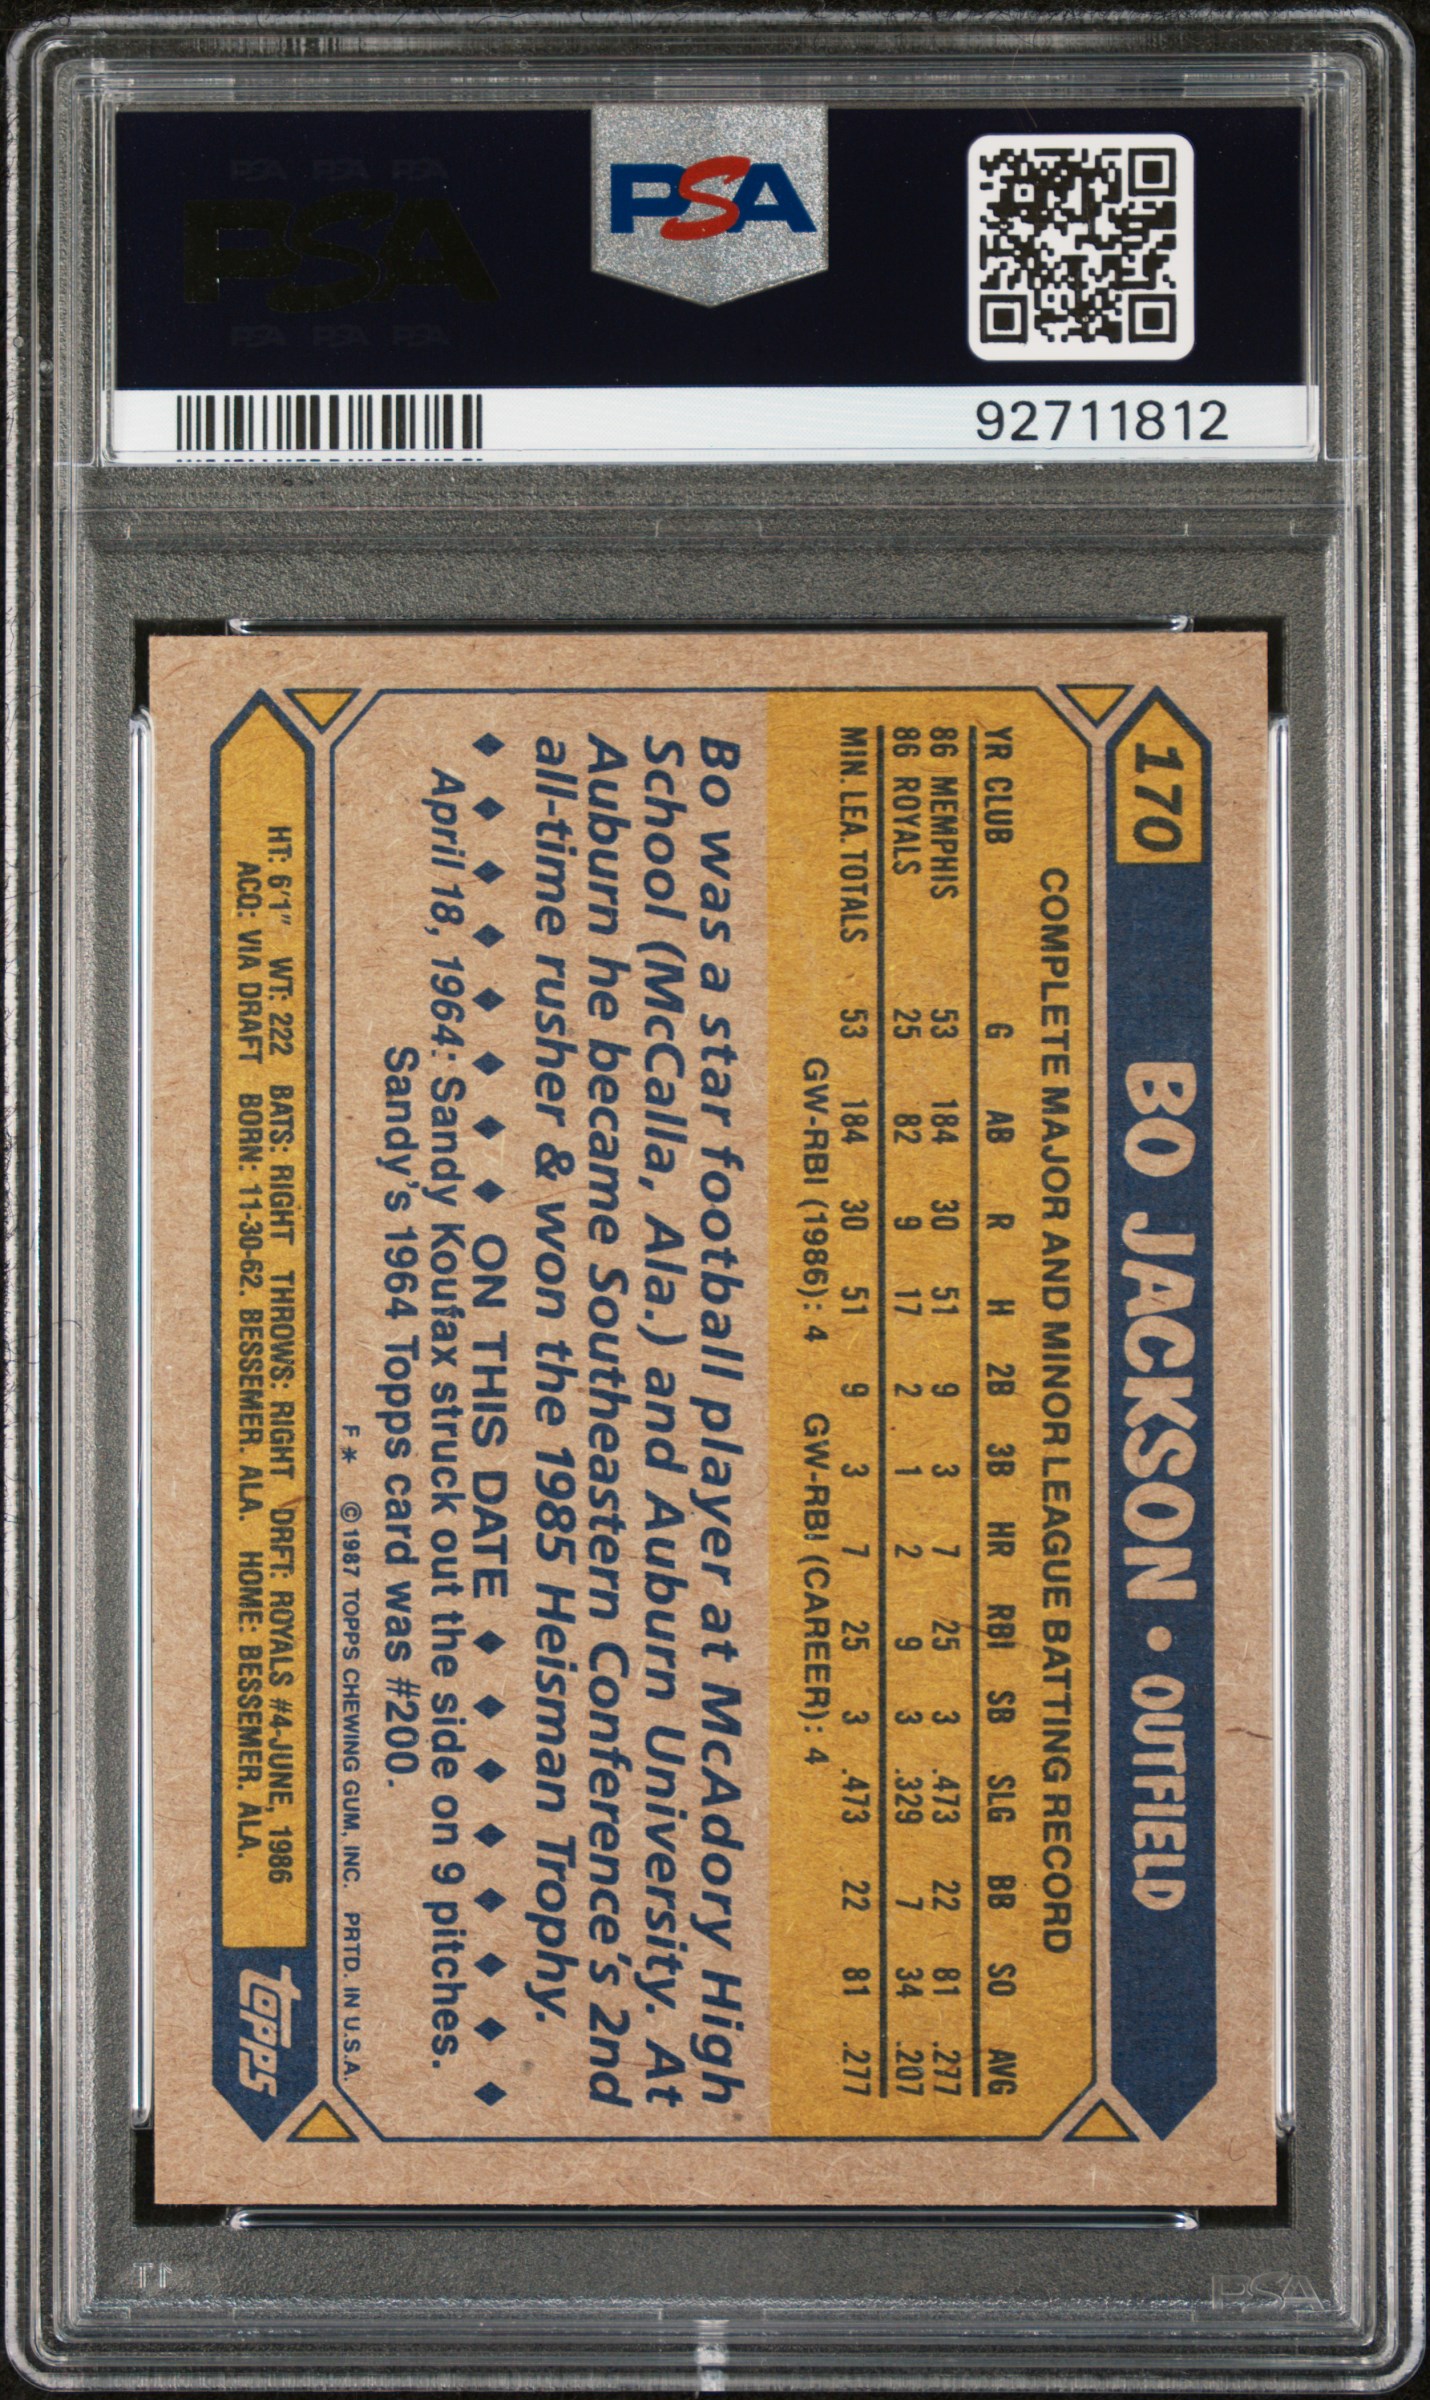 PSA PSA PSA
PSA
PSA PSA PSA
PSA
92711812
170 BO JACKSON • OUTFIELD
COMPLETE MAJOR AND MINOR LEAGUE BATTING RECORD
YR CLUB G AB R H 2B 3B HR RBI SB SLG BB SO AVG
86 MEMPHIS 53 184 30 51 9 3 7 25 3 .473 22 81 .277
86 ROYALS 25 82 9 17 2 1 2 9 3 .329 7 34 .207
MIN. LEA. TOTALS 53 184 30 51 9 3 7 25 3 .473 22 81 .277
GW-RBI (1986): 4 GW-RBI (CAREER): 4
Bo was a star football player at McAdory High
School (McCalla, Ala.) and Auburn University. At
Auburn he became Southeastern Conference's 2nd
all-time rusher & won the 1985 Heisman Trophy.
◆ ◆ ◆ ◆ ◆ ◆ ◆ ◆ ON THIS DATE ◆ ◆ ◆ ◆ ◆ ◆ ◆ ◆
April 18, 1964: Sandy Koufax struck out the side on 9 pitches.
Sandy's 1964 Topps card was #200.
F* © 1987 TOPPS CHEWING GUM, INC. PRTD. IN U.S.A.
HT: 6'1" WT: 222 BATS: RIGHT THROWS: RIGHT DRFT: ROYALS #4-JUNE, 1986
ACQ: VIA DRAFT BORN: 11-30-62. BESSEMER. ALA. HOME: BESSEMER. ALA.
topps
PSA